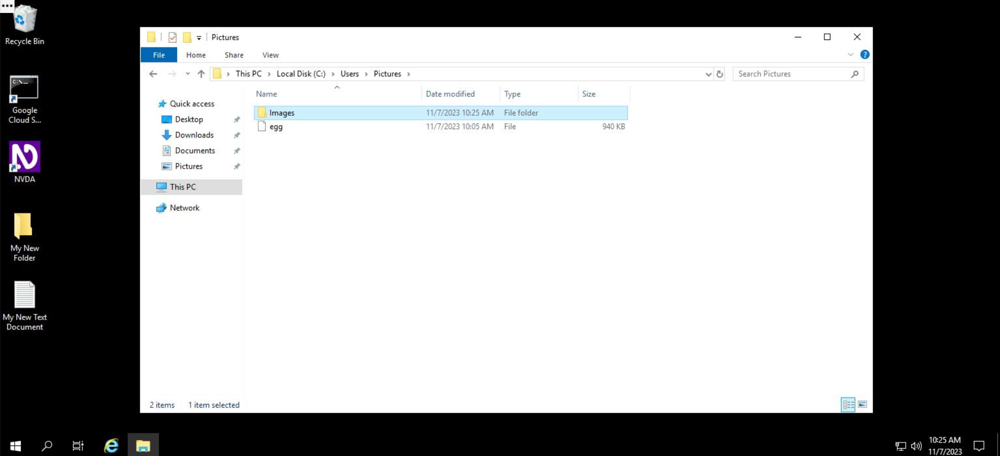 Recycle Bin
Google
Cloud S...
NVDA
My New
Folder
My New Text
Document
Pictures
File Home Share View
This PC Local Disk (C:) Users Pictures
Search Pictures
Quick access
Desktop
Downloads
Documents
Pictures
This PC
Network
Name Date modified Type Size
Images 11/7/2023 10:25 AM File folder
egg 11/7/2023 10:05 AM File 940 KB
2 items 1 item selected
10:25 AM
11/7/2023